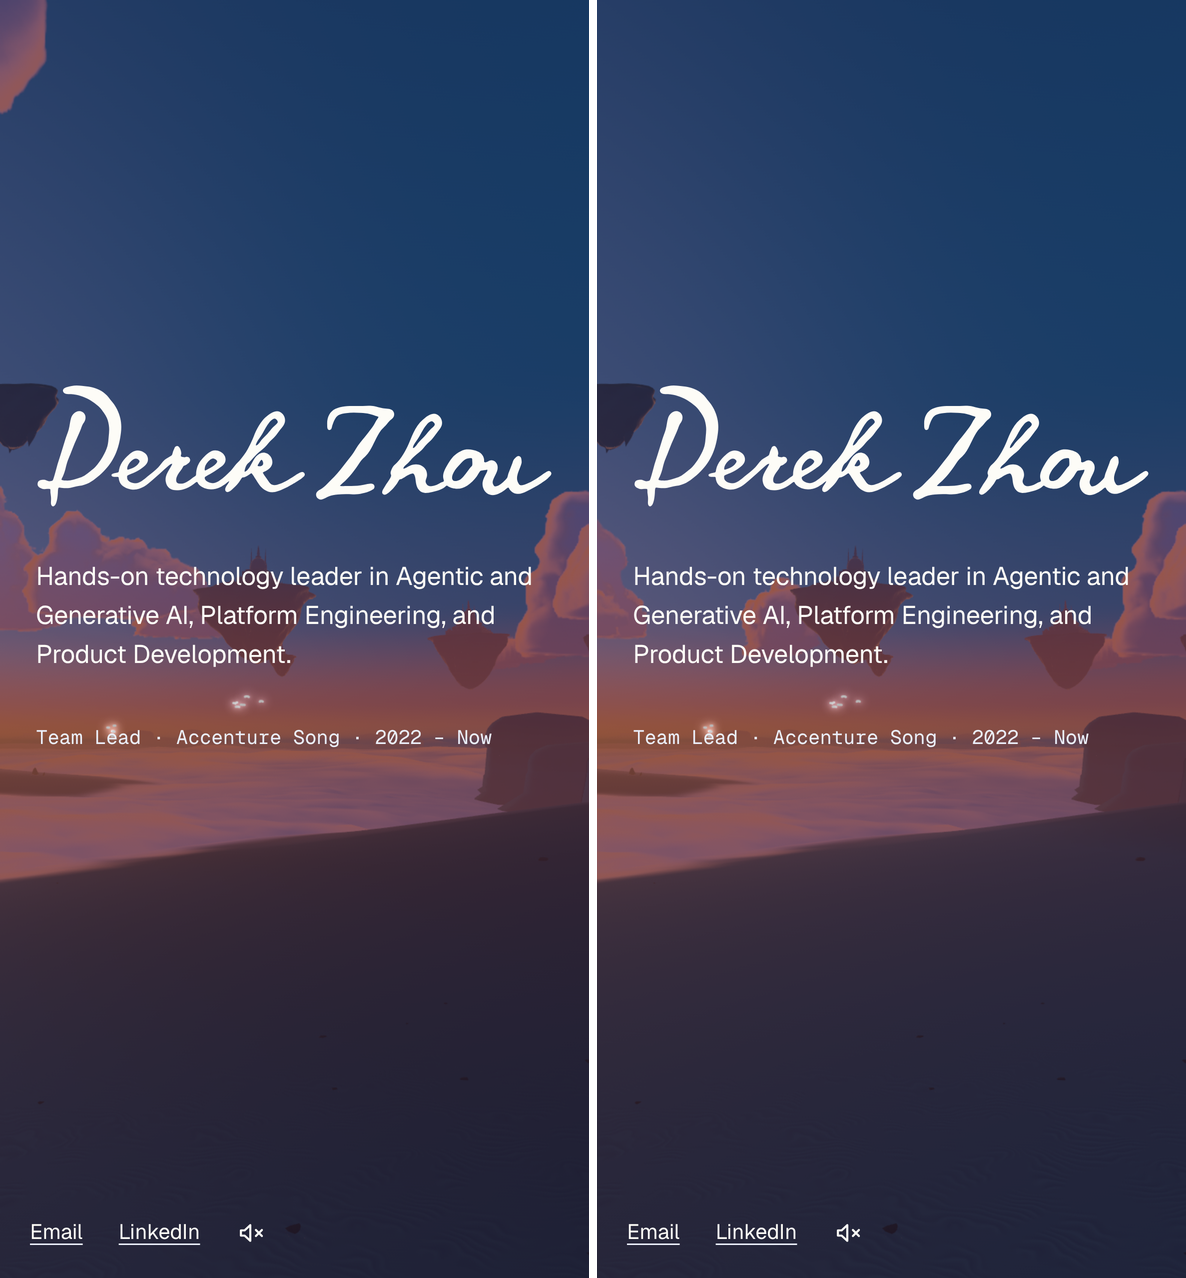 Derek Zhou
Hands-on technology leader in Agentic and
Generative AI, Platform Engineering, and
Product Development.
Team Lead · Accenture Song · 2022 – Now
Email LinkedIn
Derek Zhou
Hands-on technology leader in Agentic and
Generative AI, Platform Engineering, and
Product Development.
Team Lead · Accenture Song · 2022 – Now
Email LinkedIn